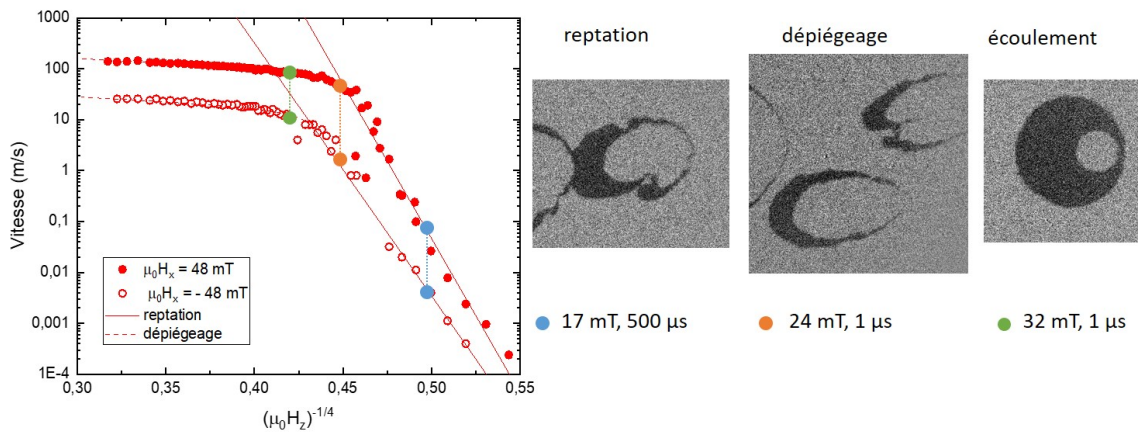 1000
100
10
1
0,1
0,01
0,001
1E-4
Vitesse (m/s)
μ₀Hₓ = 48 mT
μ₀Hₓ = - 48 mT
reptation
dépiégeage
0,30
0,35
0,40
0,45
0,50
0,55
(μ₀H_z)⁻¹/⁴
reptation
dépiégeage
écoulement
17 mT, 500 μs
24 mT, 1 μs
32 mT, 1 μs